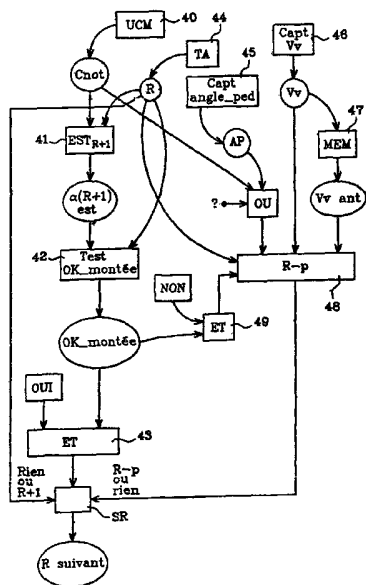 UCM
40
44
45
46
TA
Capt
angle_ped
Capt
Vv
Cnot
R
Vv
47
41
EST R+1
AP
MEM
α(R+1)
est
?
OU
Vv ant
42
Test
OK_montée
R-p
48
NON
OK_montée
ET
49
OUI
ET
43
Rien
ou
R+1
R-p
ou
rien
SR
R suivant